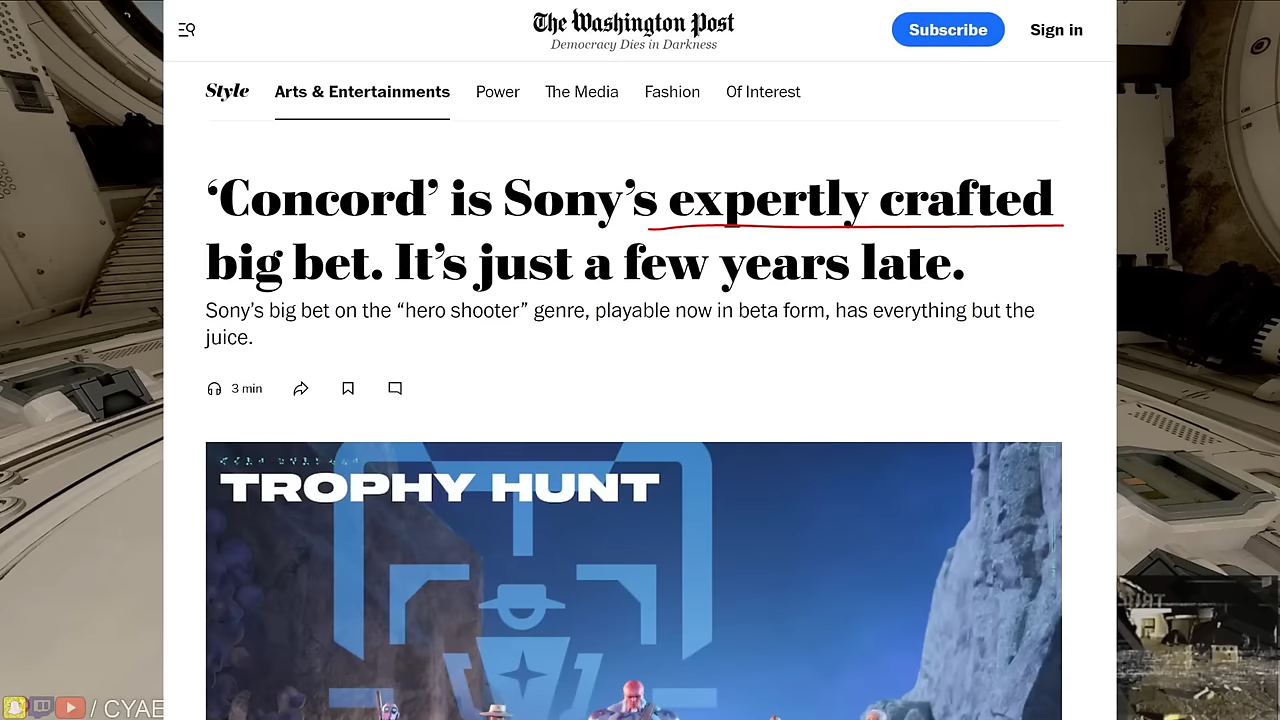 The Washington Post
Democracy Dies in Darkness
Subscribe
Sign in
Style
Arts & Entertainments
Power
The Media
Fashion
Of Interest
‘Concord’ is Sony’s expertly crafted
big bet. It’s just a few years late.
Sony’s big bet on the “hero shooter” genre, playable now in beta form, has everything but the
juice.
3 min
TROPHY HUNT
/ CYAE